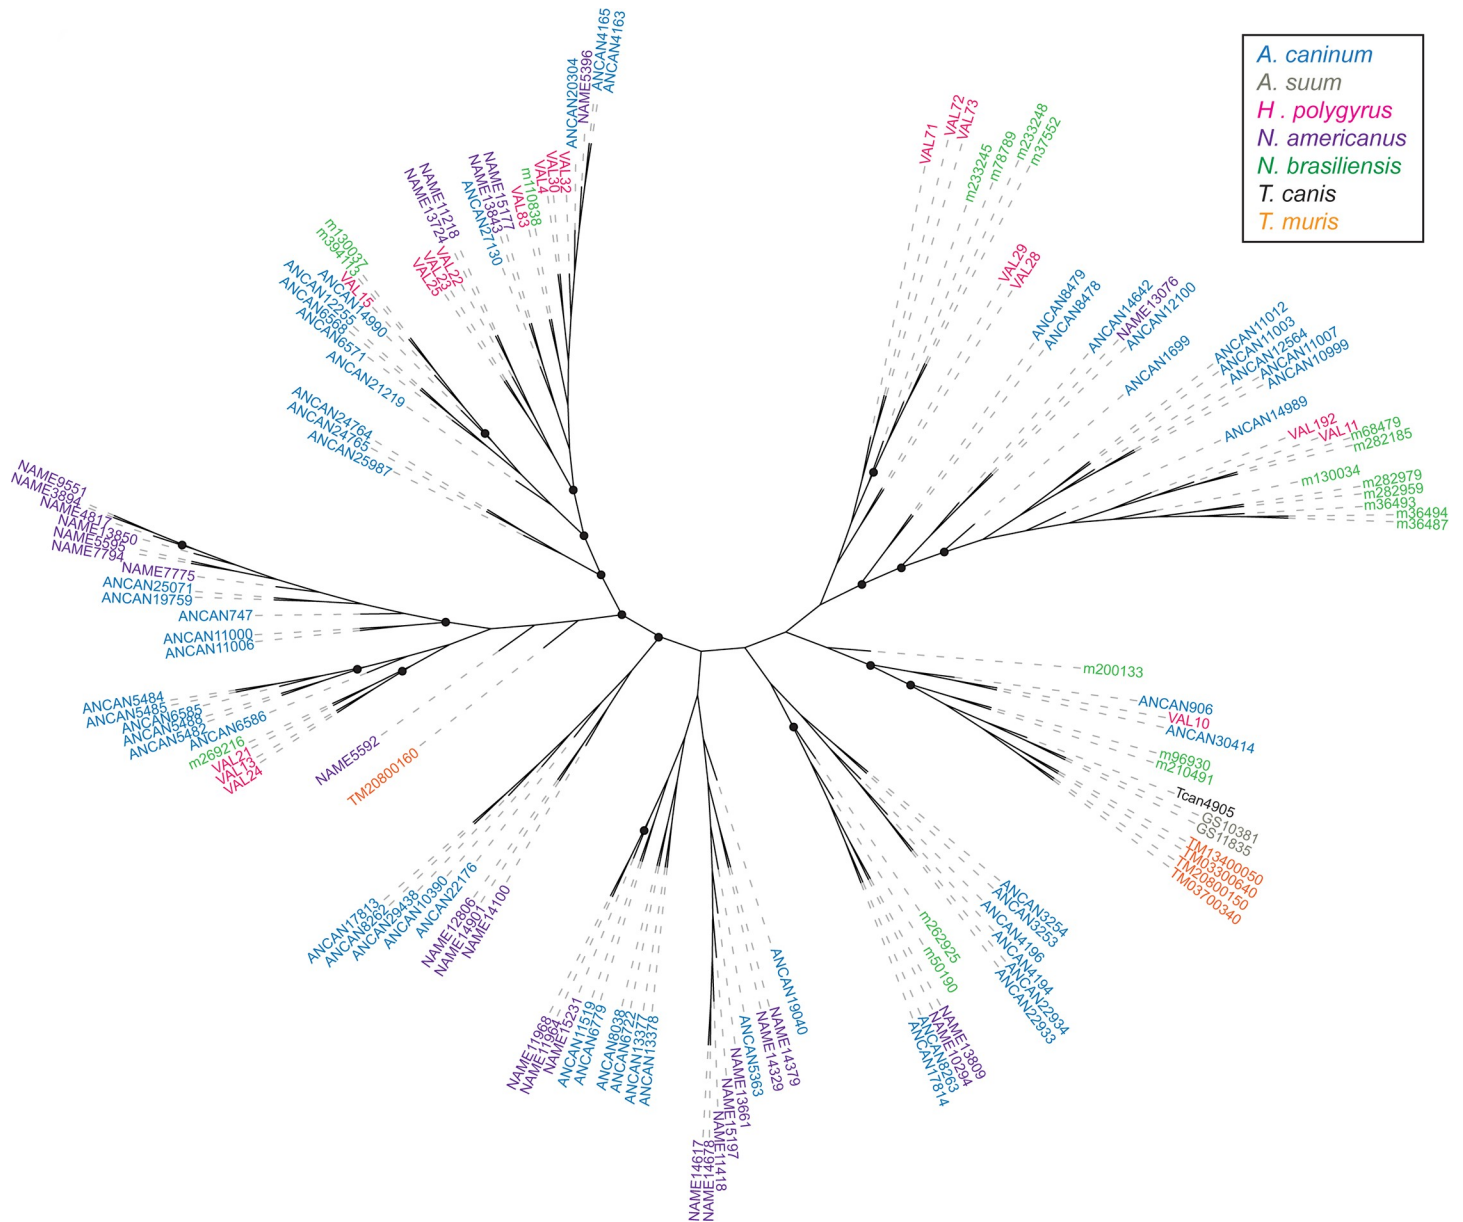 A. caninum
A. suum
H . polygyrus
N. americanus
N. brasiliensis
T. canis
T. muris
ANCAN4165
ANCAN4163
NAME5396
ANCAN20304
VAL32
VAL30
VAL4
m110838
VAL83
NAME15177
NAME13843
ANCAN27130
NAME11218
NAME13724
VAL22
VAL23
VAL25
m130037
m394113
VAL15
ANCAN14990
ANCAN12255
ANCAN6568
ANCAN6571
ANCAN21219
ANCAN24764
ANCAN24765
ANCAN25987
NAME9551
NAME3894
NAME4817
NAME13850
NAME5595
NAME7794
NAME7775
ANCAN25071
ANCAN19759
ANCAN747
ANCAN11000
ANCAN11006
ANCAN5484
ANCAN5485
ANCAN6585
ANCAN5488
ANCAN5482
ANCAN6586
m269216
VAL21
VAL13
VAL24
NAME5592
TM20800160
ANCAN17813
ANCAN8262
ANCAN29438
ANCAN10390
ANCAN22176
NAME12806
NAME14901
NAME14100
NAME11968
NAME11964
NAME15231
ANCAN11519
ANCAN6779
ANCAN8038
ANCAN6722
ANCAN13377
ANCAN13378
NAME14617
NAME14678
NAME11418
NAME15197
NAME13661
ANCAN5363
NAME14329
NAME14379
ANCAN19040
ANCAN17814
ANCAN8263
NAME10294
NAME13809
m50190
m262925
ANCAN22933
ANCAN22934
ANCAN4194
ANCAN4196
ANCAN3253
ANCAN3254
TM03700340
TM20800150
TM03300640
TM13400050
GS11835
GS10381
Tcan4905
m210491
m96930
ANCAN30414
VAL10
ANCAN906
m200133
m36487
m36494
m36493
m282959
m282979
m130034
m282185
m68479
VAL11
VAL192
ANCAN14989
ANCAN10999
ANCAN11007
ANCAN12564
ANCAN11003
ANCAN11012
ANCAN1699
ANCAN12100
NAME13076
ANCAN14642
ANCAN8478
ANCAN8479
VAL28
VAL29
m37552
m233248
m78789
m233245
VAL73
VAL72
VAL71